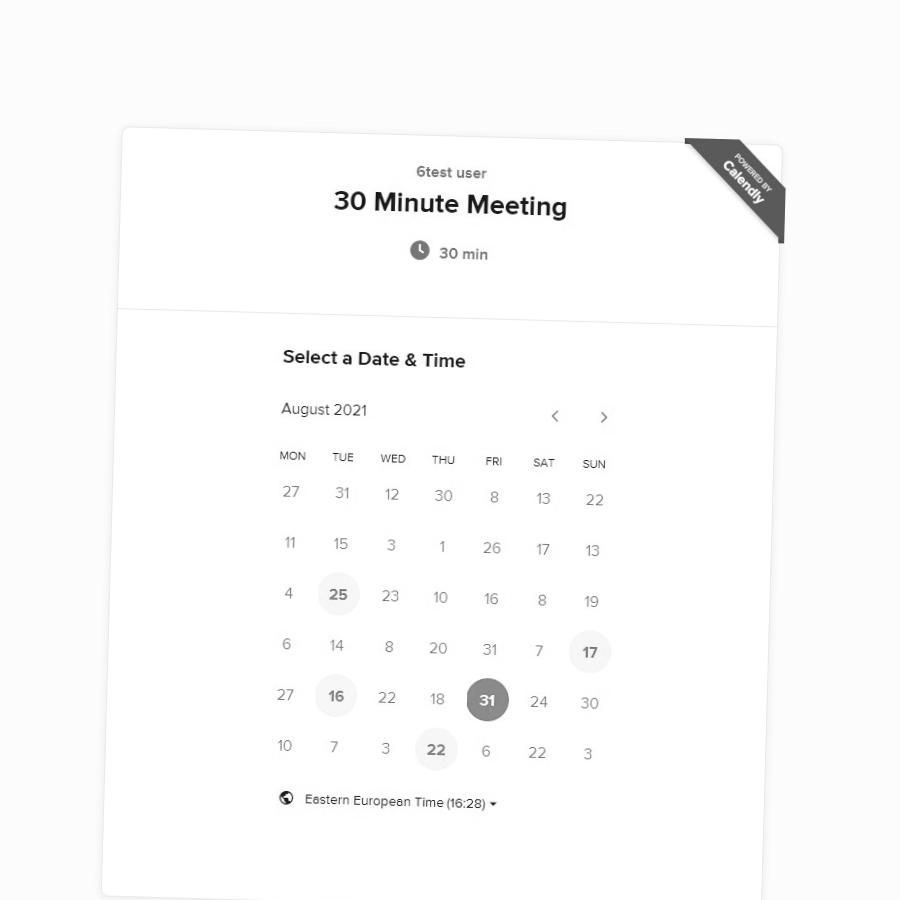 POWERED BY
Calendly
6test user
30 Minute Meeting
30 min
Select a Date & Time
August 2021
MON TUE WED THU FRI SAT SUN
27 31 12 30 8 13 22
11 15 3 1 26 17 13
4 25 23 10 16 8 19
6 14 8 20 31 7 17
27 16 22 18 31 24 30
10 7 3 22 6 22 3
Eastern European Time (16:28)